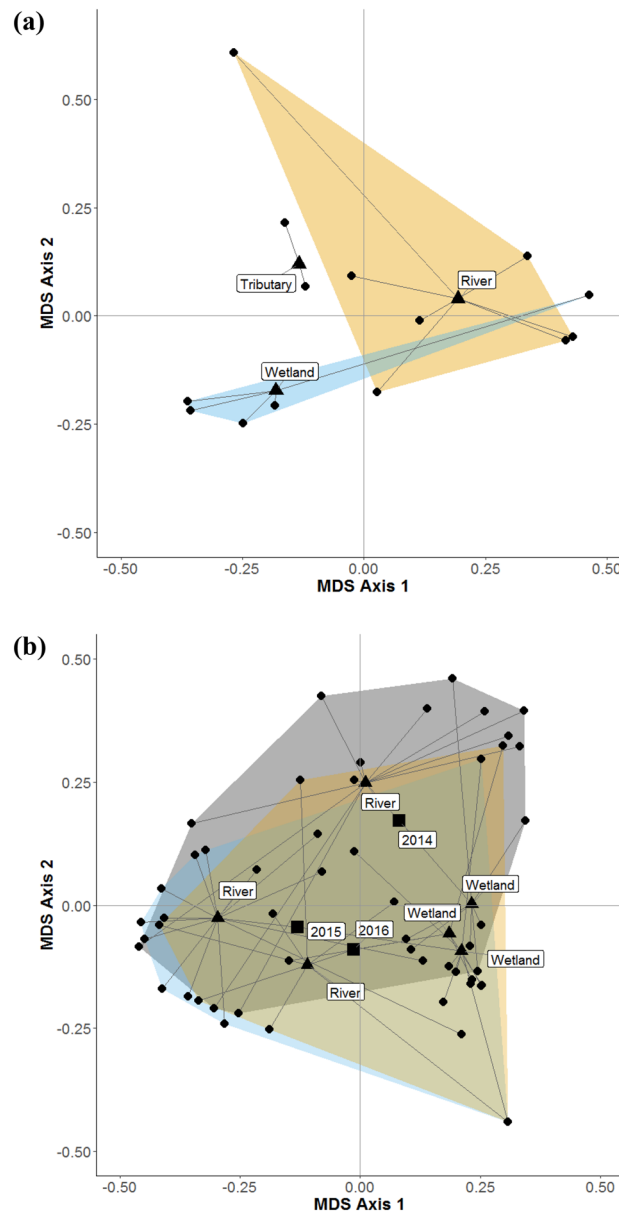 (a)
0.50
0.25
0.00
-0.25
-0.50
MDS Axis 2
Tributary
River
Wetland
-0.50 -0.25 0.00 0.25 0.50
MDS Axis 1
(b)
0.50
0.25
0.00
-0.25
-0.50
MDS Axis 2
River
2014
Wetland
River
Wetland
2015
2016
Wetland
River
-0.50 -0.25 0.00 0.25 0.50
MDS Axis 1